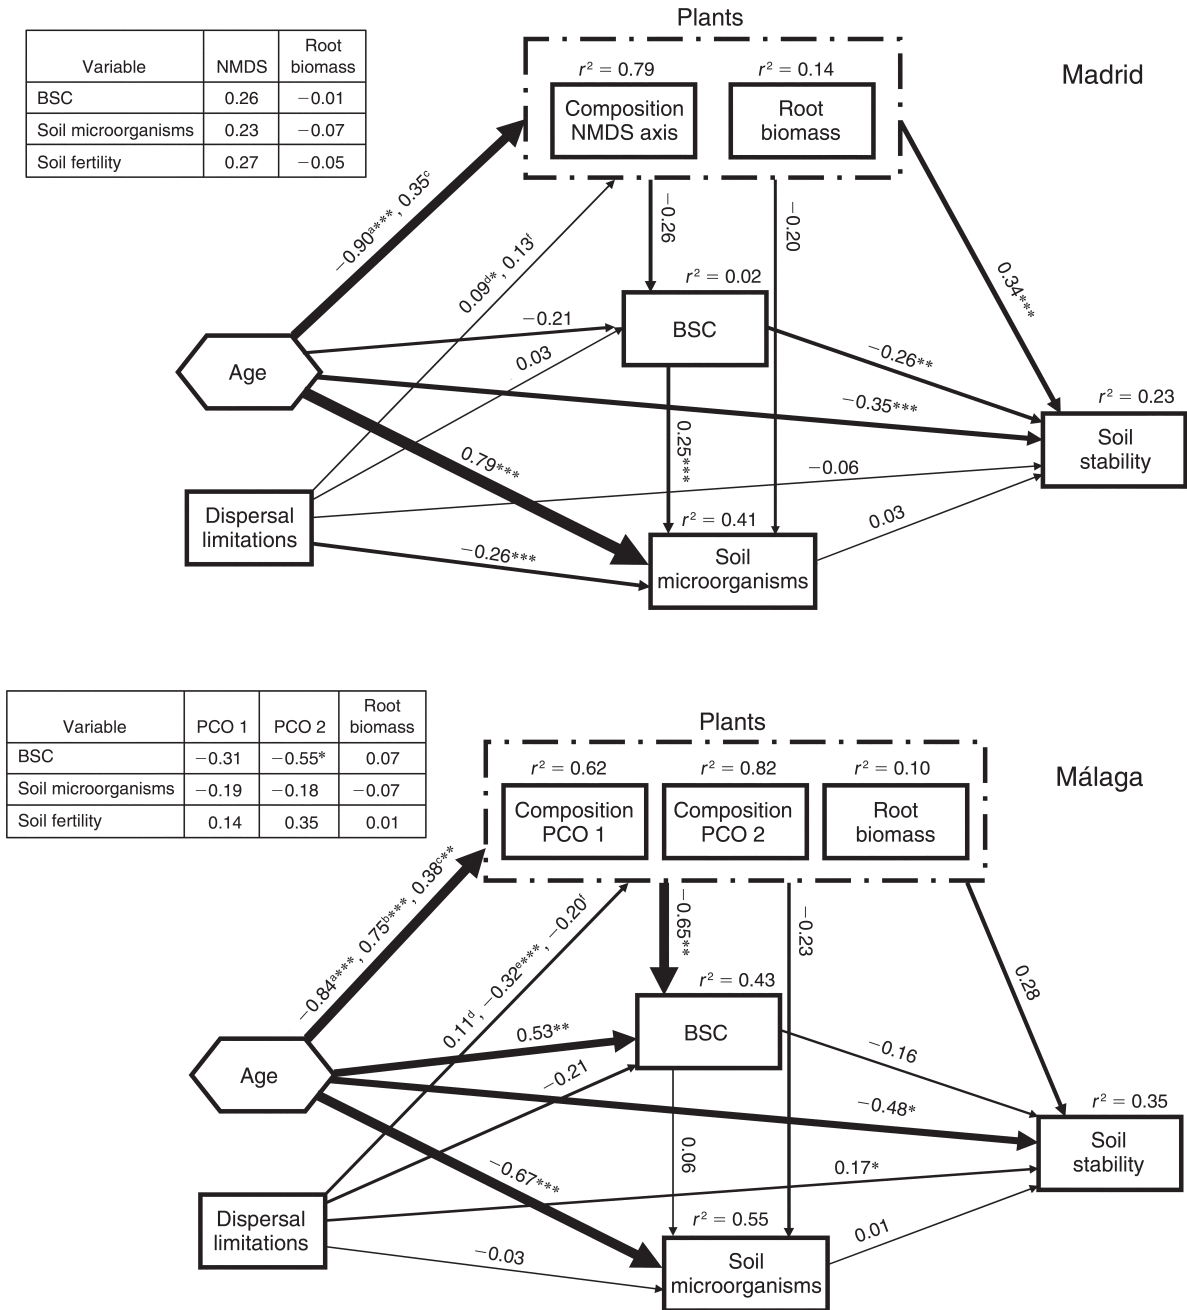 Plants
Madrid
Variable NMDS Root biomass
BSC 0.26 −0.01
Soil microorganisms 0.23 −0.07
Soil fertility 0.27 −0.05
r² = 0.79
r² = 0.14
Composition
NMDS axis
Root
biomass
−0.90ᵃ***, 0.35ᶜ
0.09ᵈ*, 0.13ᶠ
−0.26
−0.20
0.34***
r² = 0.02
BSC
−0.21
0.03
Age
−0.26**
−0.35***
r² = 0.23
Soil
stability
0.79***
0.25***
−0.06
0.03
Dispersal
limitations
−0.26***
r² = 0.41
Soil
microorganisms
Plants
Málaga
Variable PCO 1 PCO 2 Root biomass
BSC −0.31 −0.55* 0.07
Soil microorganisms −0.19 −0.18 −0.07
Soil fertility 0.14 0.35 0.01
r² = 0.62
r² = 0.82
r² = 0.10
Composition
PCO 1
Composition
PCO 2
Root
biomass
−0.84ᵃ***, 0.75ᵇ***, 0.38ᶜ**
0.11ᵈ, −0.32ᵉ***, −0.20ᶠ
−0.65**
−0.23
0.28
r² = 0.43
BSC
0.53**
−0.21
Age
−0.16
−0.48*
r² = 0.35
Soil
stability
−0.67***
0.06
0.17*
0.01
Dispersal
limitations
−0.03
r² = 0.55
Soil
microorganisms